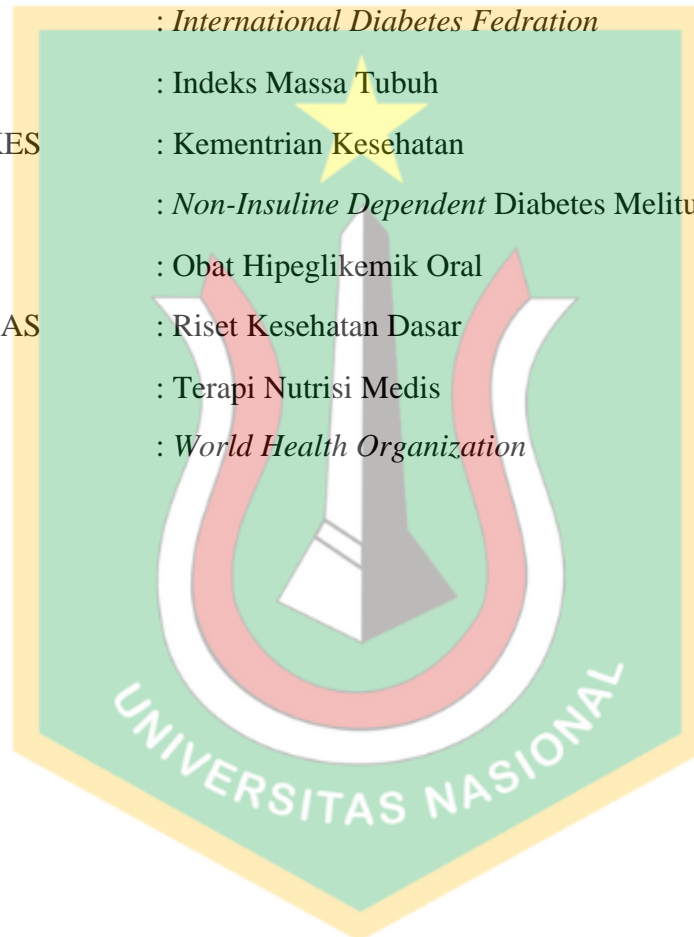 : International Diabetes Fedration
: Indeks Massa Tubuh
KES : Kementrian Kesehatan
: Non-Insuline Dependent Diabetes Melitu
: Obat Hipeglikemik Oral
AS : Riset Kesehatan Dasar
: Terapi Nutrisi Medis
: World Health Organization
UNIVERSITAS NASIONAL